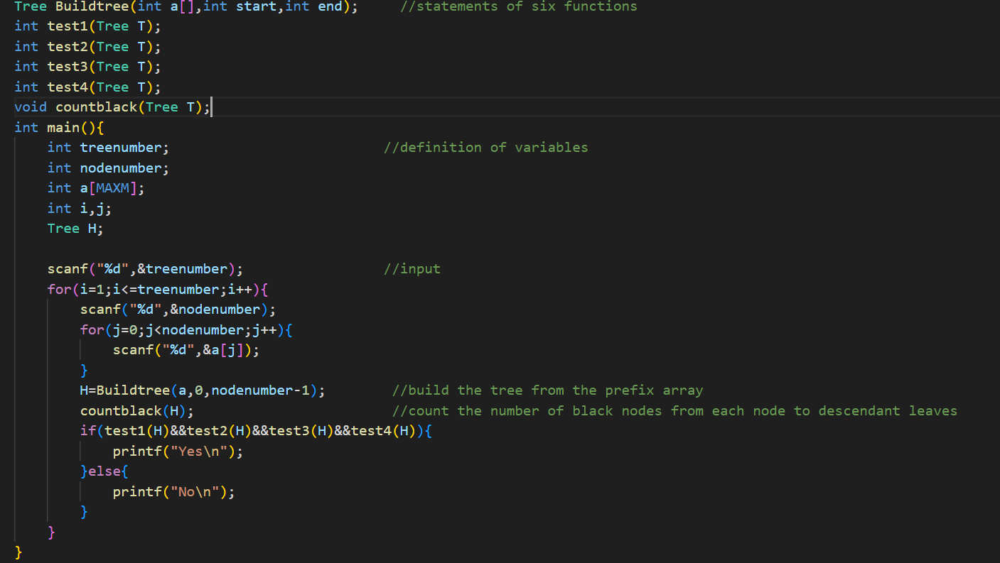 Tree Buildtree(int a[],int start,int end);     //statements of six functions
int test1(Tree T);
int test2(Tree T);
int test3(Tree T);
int test4(Tree T);
void countblack(Tree T);
int main(){
    int treenumber;                          //definition of variables
    int nodenumber;
    int a[MAXM];
    int i,j;
    Tree H;

    scanf("%d",&treenumber);                 //input
    for(i=1;i<=treenumber;i++){
        scanf("%d",&nodenumber);
        for(j=0;j<nodenumber;j++){
            scanf("%d",&a[j]);
        }
        H=Buildtree(a,0,nodenumber-1);        //build the tree from the prefix array
        countblack(H);                        //count the number of black nodes from each node to descendant leaves
        if(test1(H)&&test2(H)&&test3(H)&&test4(H)){
            printf("Yes\n");
        }else{
            printf("No\n");
        }
    }
}